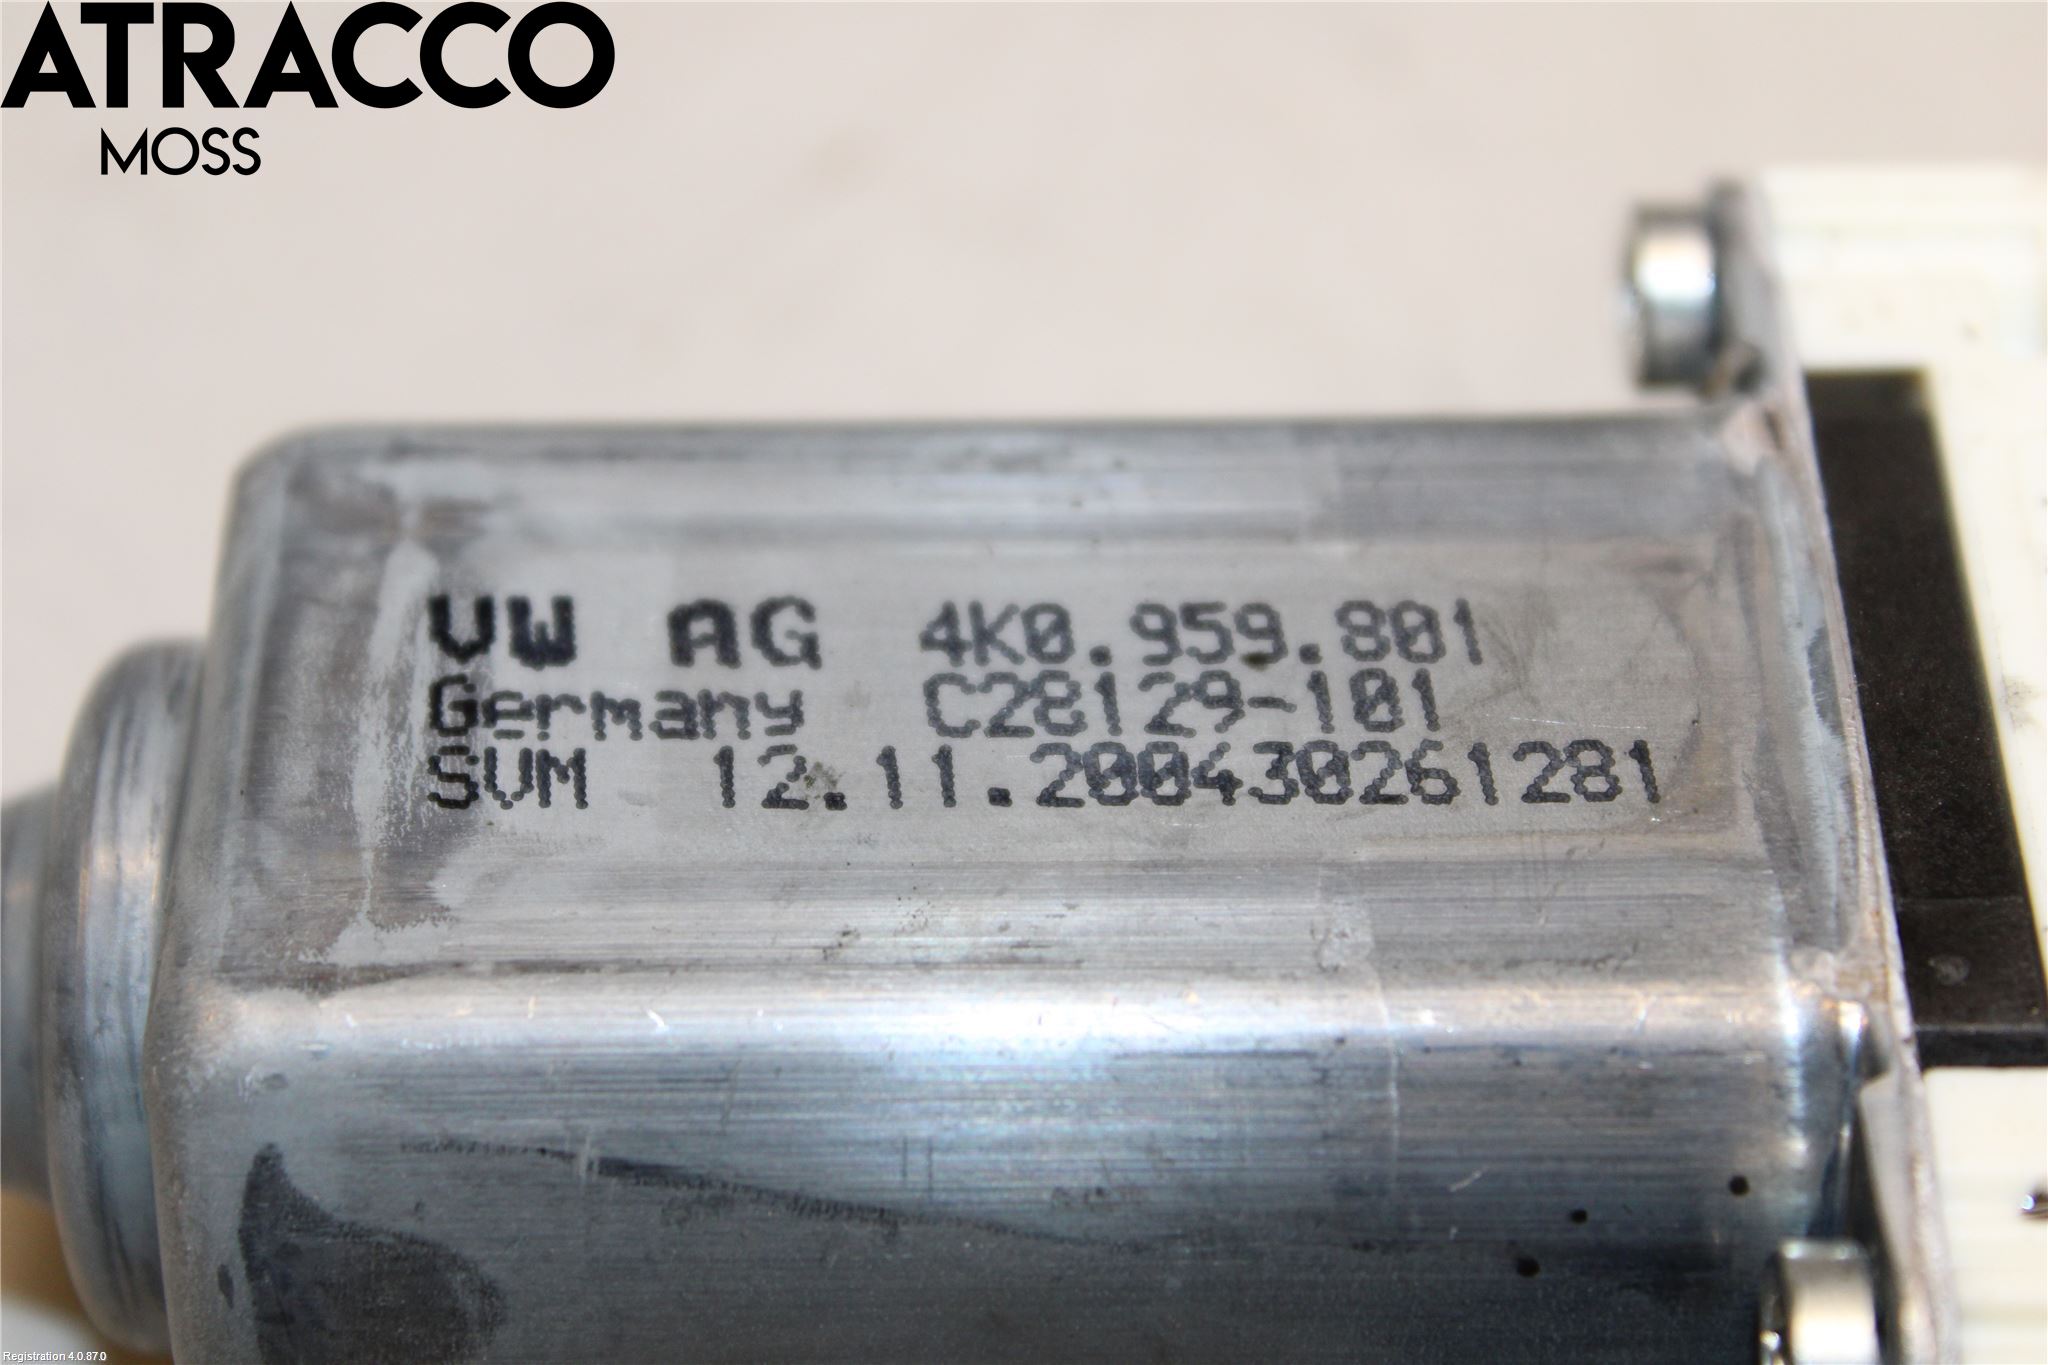 ATRACCO
MOSS
VW AG 4K0.959.801
Germany C28129-101
SVM 12.11.200430261281
Registration 4.0.87.0